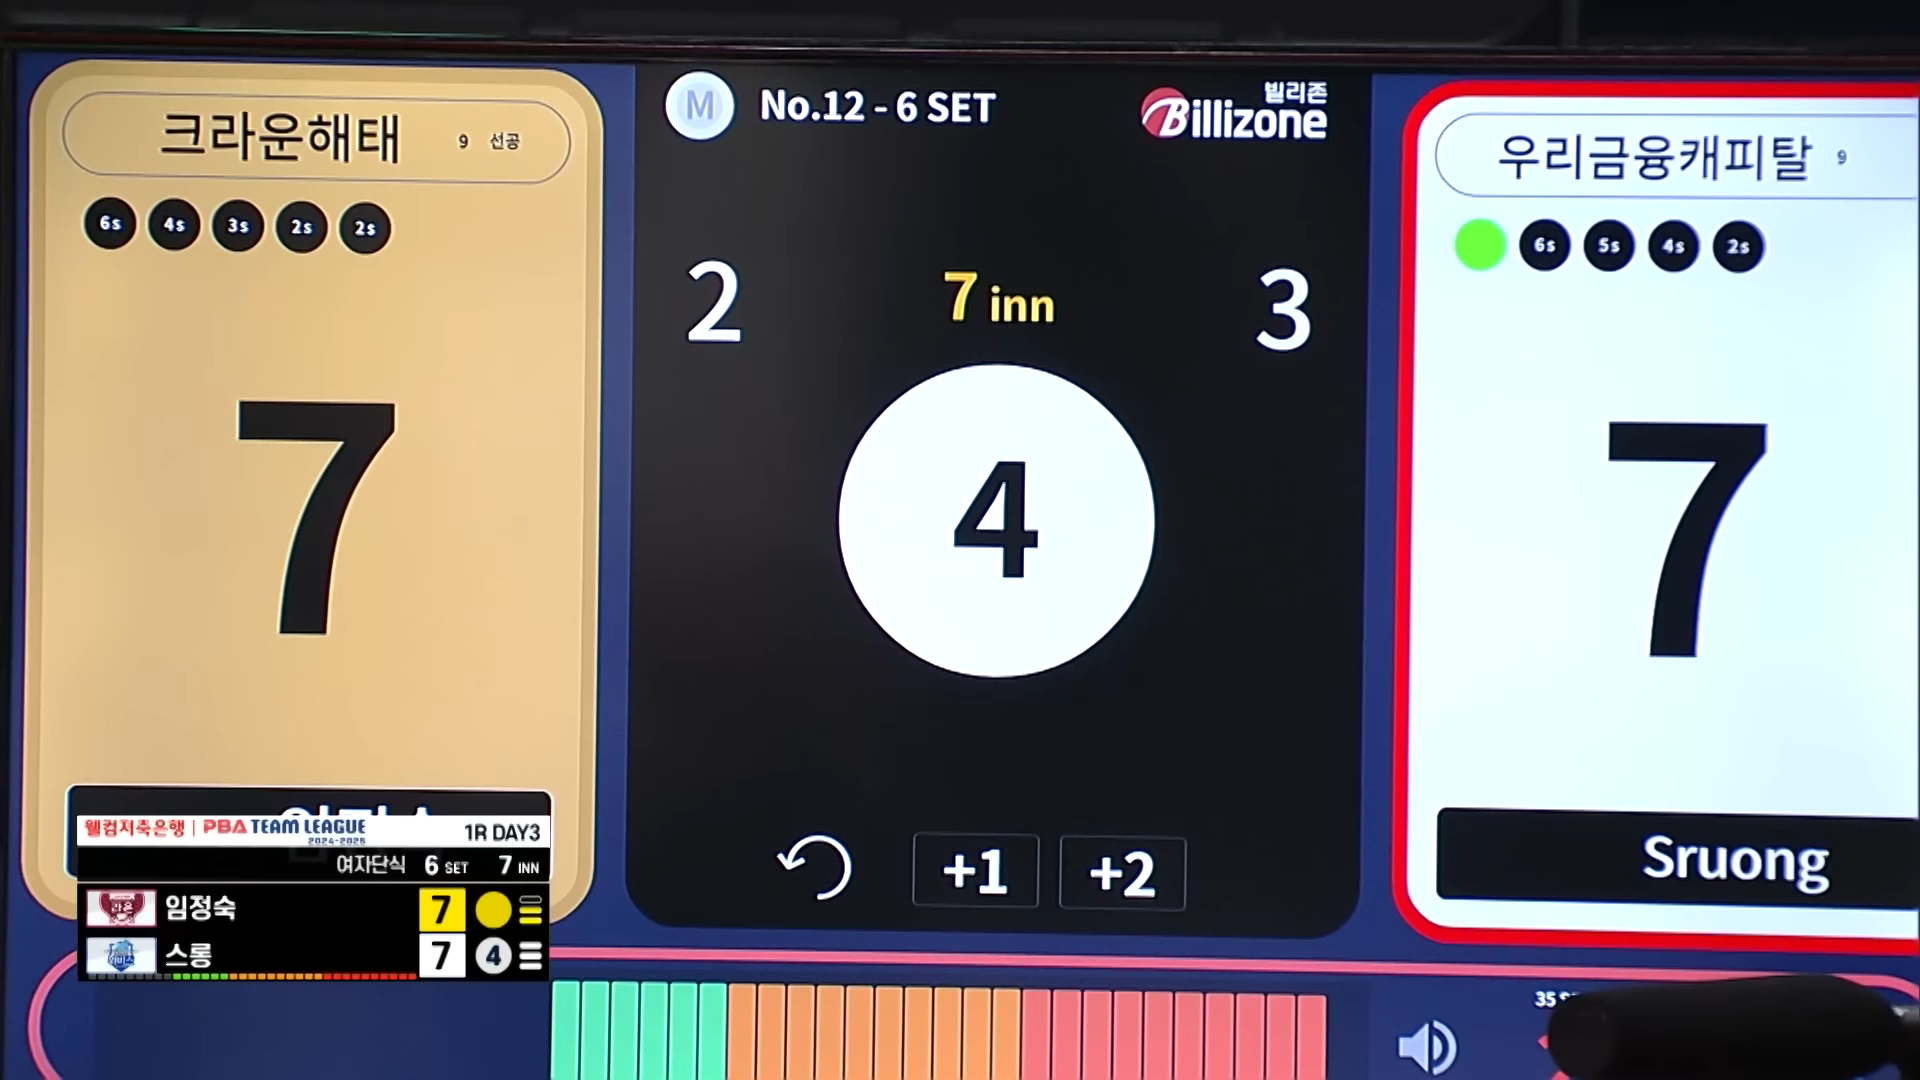 크라운해태 9 선공
6s 4s 3s 2s 2s
7
M No.12 - 6 SET
빌리존
Billizone
2 7 inn 3
4
+1 +2
우리금융캐피탈 9
6s 5s 4s 2s
7
Sruong
웰컴저축은행 | PBA TEAM LEAGUE 1R DAY3
2024-2025
여자단식 6 SET 7 INN
임정숙 7
스롱 7 4
35